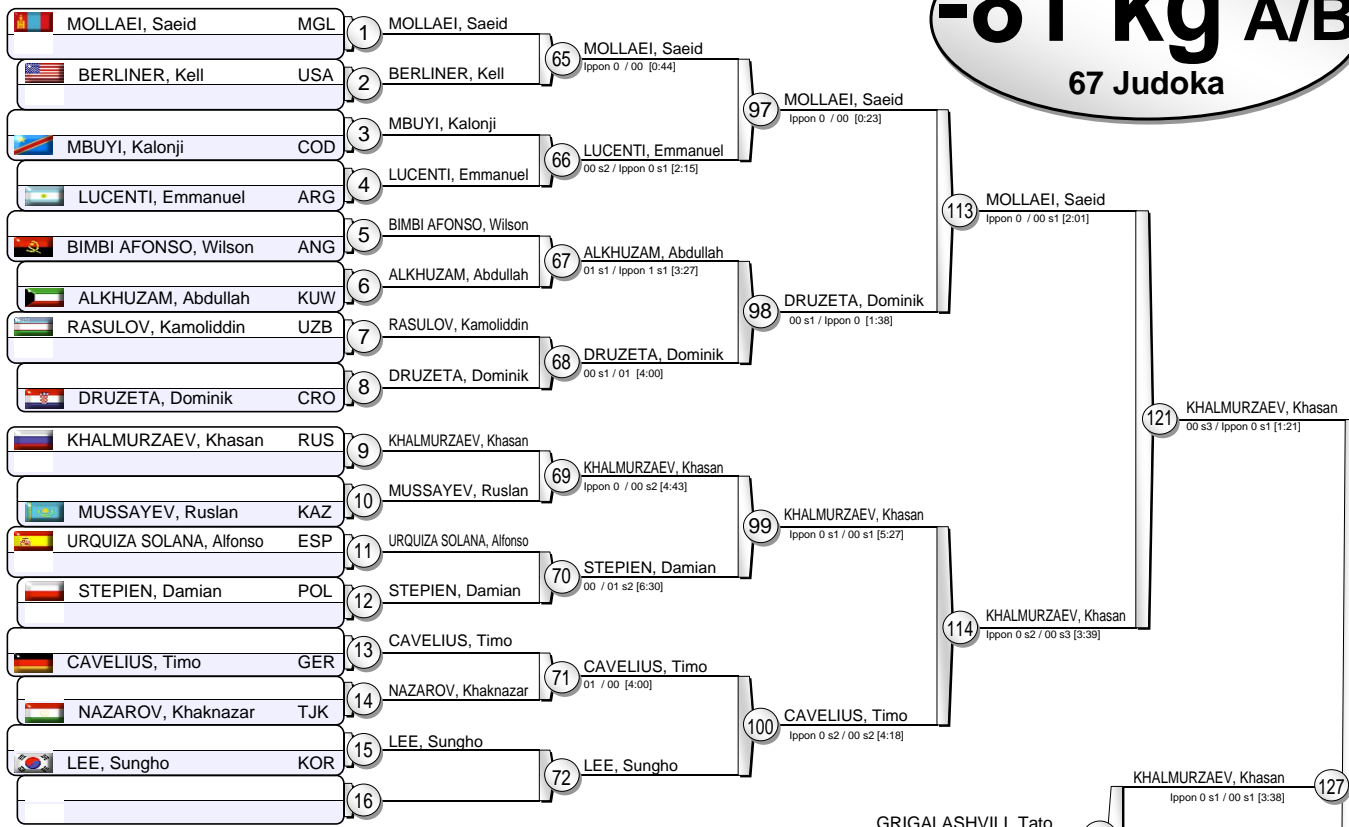 -81 kg A/B
67 Judoka
MOLLAEI, Saeid MGL
1
MOLLAEI, Saeid
BERLINER, Kell USA
2
BERLINER, Kell
65
MOLLAEI, Saeid
Ippon 0 / 00 [0:44]
MBUYI, Kalonji COD
3
MBUYI, Kalonji
LUCENTI, Emmanuel ARG
4
LUCENTI, Emmanuel
66
LUCENTI, Emmanuel
00 s2 / Ippon 0 s1 [2:15]
97
MOLLAEI, Saeid
Ippon 0 / 00 [0:23]
BIMBI AFONSO, Wilson ANG
5
BIMBI AFONSO, Wilson
ALKHUZAM, Abdullah KUW
6
ALKHUZAM, Abdullah
67
ALKHUZAM, Abdullah
01 s1 / Ippon 1 s1 [3:27]
RASULOV, Kamoliddin UZB
7
RASULOV, Kamoliddin
DRUZETA, Dominik CRO
8
DRUZETA, Dominik
68
DRUZETA, Dominik
00 s1 / 01 [4:00]
98
DRUZETA, Dominik
00 s1 / Ippon 0 [1:38]
113
MOLLAEI, Saeid
Ippon 0 / 00 s1 [2:01]
KHALMURZAEV, Khasan RUS
9
KHALMURZAEV, Khasan
MUSSAYEV, Ruslan KAZ
10
MUSSAYEV, Ruslan
69
KHALMURZAEV, Khasan
Ippon 0 / 00 s2 [4:43]
URQUIZA SOLANA, Alfonso ESP
11
URQUIZA SOLANA, Alfonso
STEPIEN, Damian POL
12
STEPIEN, Damian
70
STEPIEN, Damian
00 / 01 s2 [6:30]
99
KHALMURZAEV, Khasan
Ippon 0 s1 / 00 s1 [5:27]
CAVELIUS, Timo GER
13
CAVELIUS, Timo
NAZAROV, Khaknazar TJK
14
NAZAROV, Khaknazar
71
CAVELIUS, Timo
01 / 00 [4:00]
LEE, Sungho KOR
15
LEE, Sungho
16
72
LEE, Sungho
100
CAVELIUS, Timo
Ippon 0 s2 / 00 s2 [4:18]
114
KHALMURZAEV, Khasan
Ippon 0 s2 / 00 s3 [3:39]
121
KHALMURZAEV, Khasan
00 s3 / Ippon 0 s1 [1:21]
KHALMURZAEV, Khasan
Ippon 0 s1 / 00 s1 [3:38]
127
GRIGALASHVILI, Tato